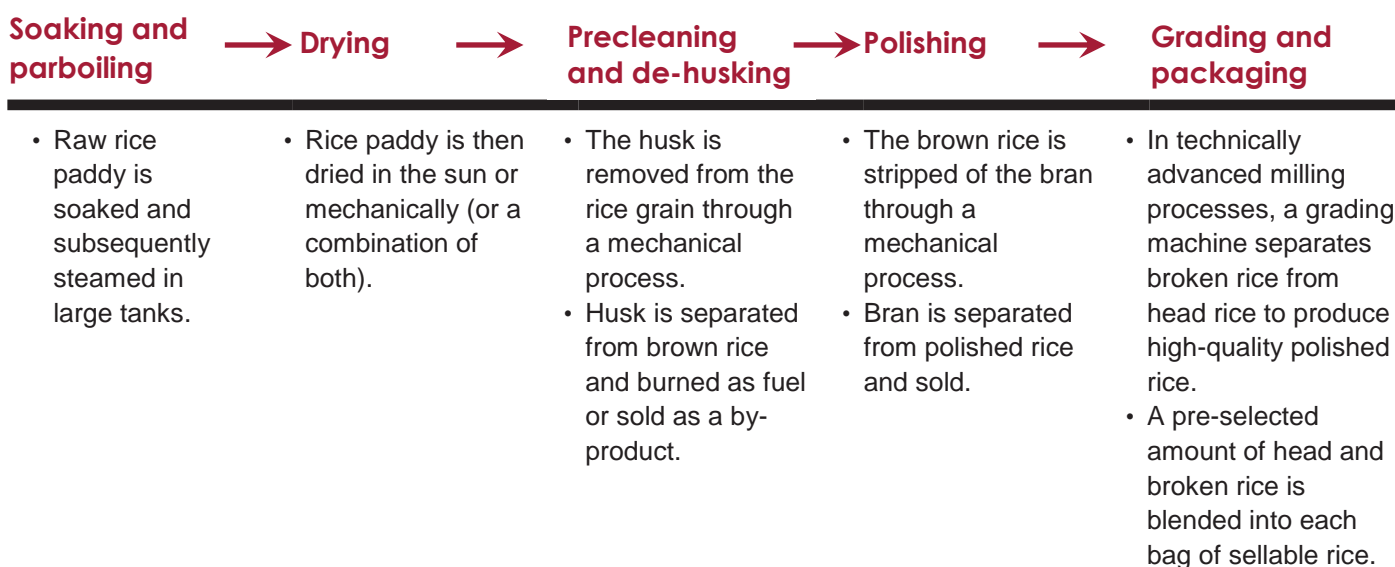 Soaking and
parboiling
Drying
Precleaning
and de-husking
Polishing
Grading and
packaging
• Raw rice
paddy is
soaked and
subsequently
steamed in
large tanks.
• Rice paddy is then
dried in the sun or
mechanically (or a
combination of
both).
• The husk is
removed from the
rice grain through
a mechanical
process.
• Husk is separated
from brown rice
and burned as fuel
or sold as a by-
product.
• The brown rice is
stripped of the bran
through a
mechanical
process.
• Bran is separated
from polished rice
and sold.
• In technically
advanced milling
processes, a grading
machine separates
broken rice from
head rice to produce
high-quality polished
rice.
• A pre-selected
amount of head and
broken rice is
blended into each
bag of sellable rice.